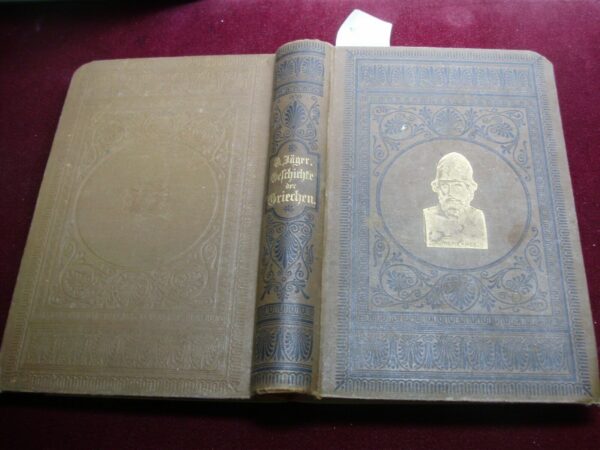 O. Jäger.
Geschichte
der
Griechen.